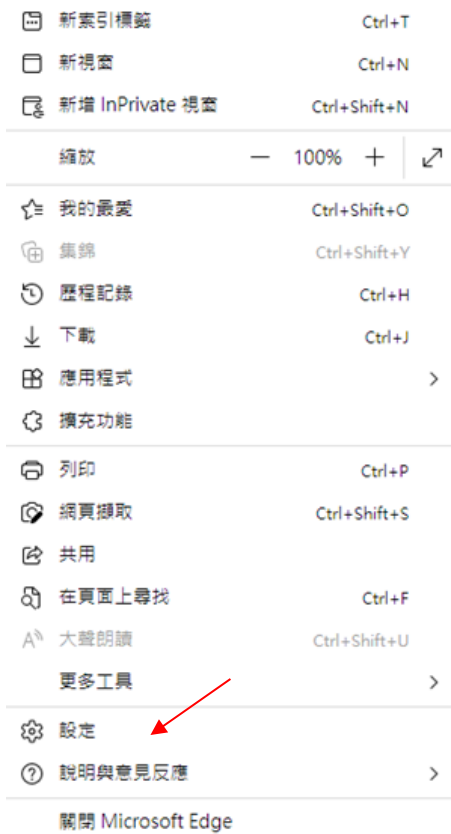 新索引標籤 Ctrl+T
新視窗 Ctrl+N
新增 InPrivate 視窗 Ctrl+Shift+N
縮放 — 100% +
我的最愛 Ctrl+Shift+O
集錦 Ctrl+Shift+Y
歷程記錄 Ctrl+H
下載 Ctrl+J
應用程式
擴充功能
列印 Ctrl+P
網頁擷取 Ctrl+Shift+S
共用
在頁面上尋找 Ctrl+F
大聲朗讀 Ctrl+Shift+U
更多工具
設定
說明與意見反應
關閉 Microsoft Edge